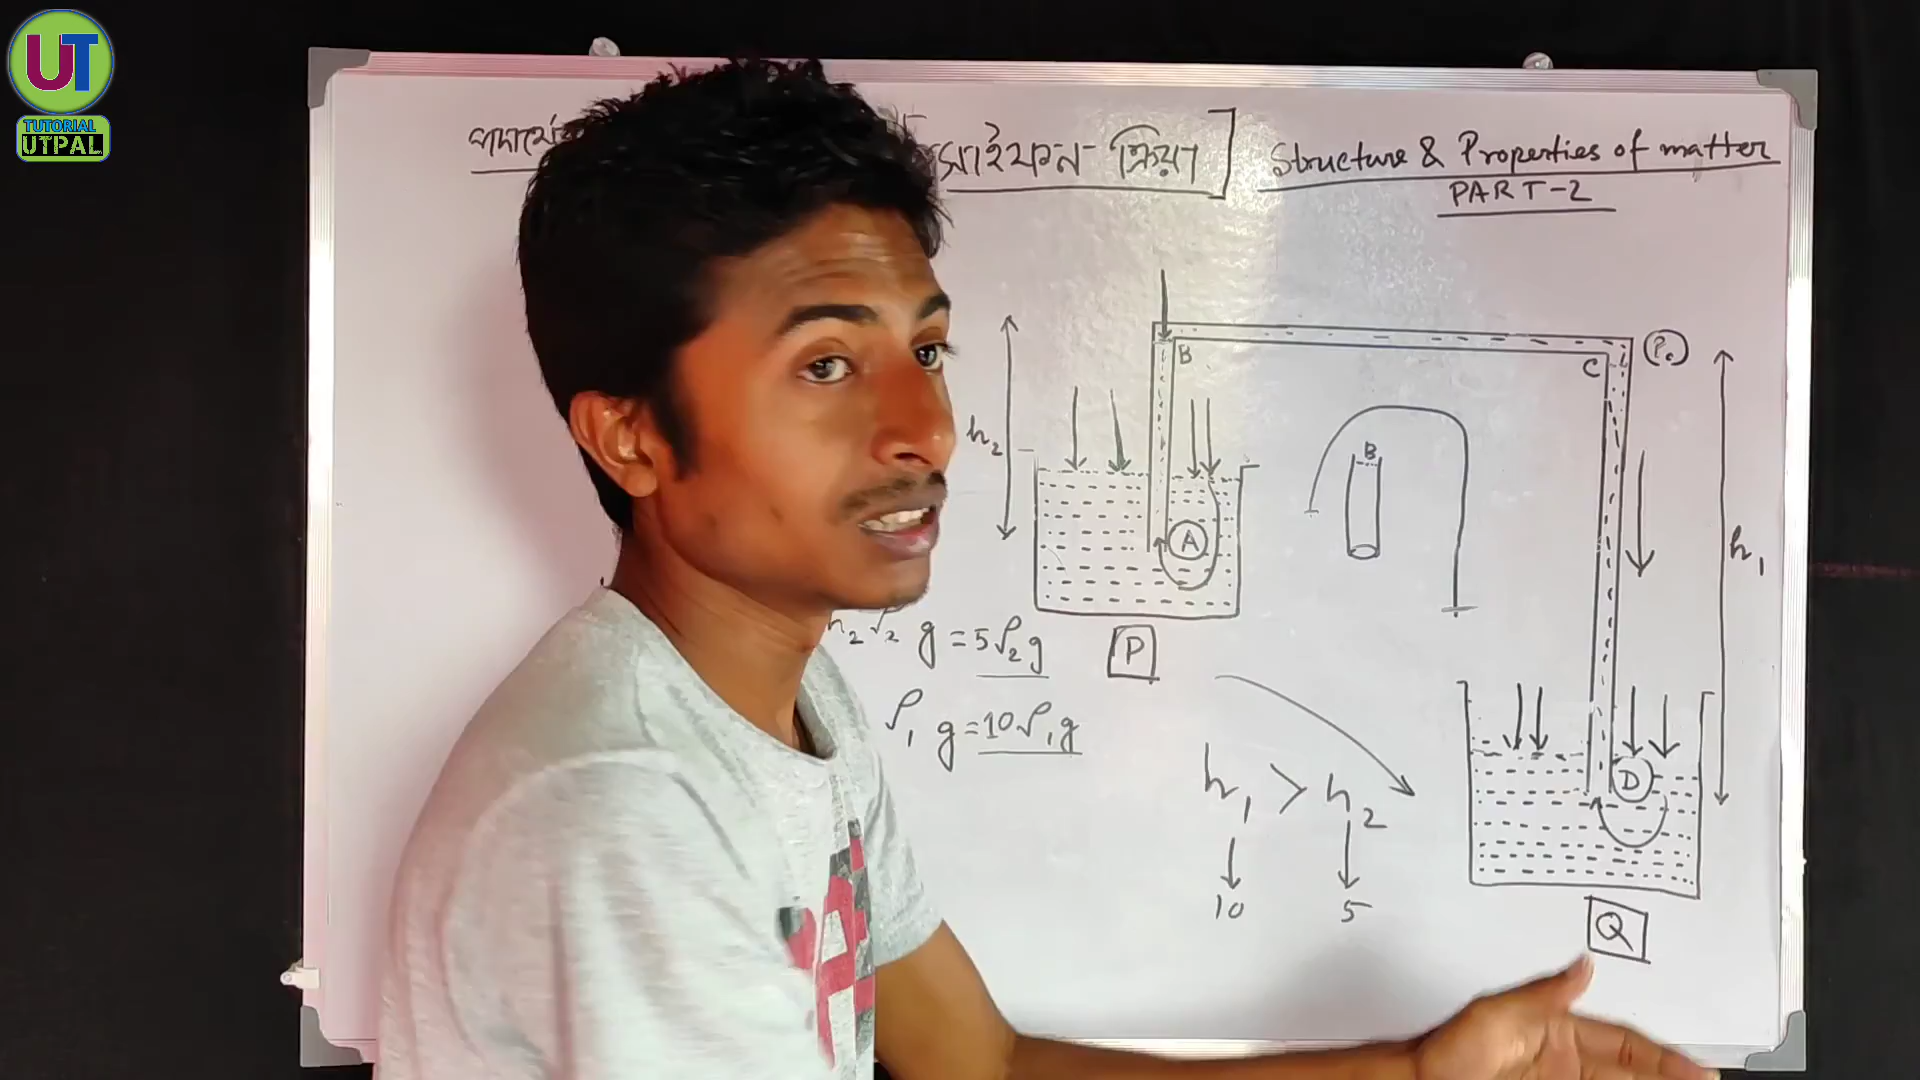 UT
TUTORIAL
UTPAL
সাইফন ক্রিয়া] Structure & Properties of matter
PART-2
B
C
P
h₂
B
A
h₁
g = 5ρ₂g
P
ρ₁ g = 10ρ₁g
h₁ > h₂
D
10 5
Q